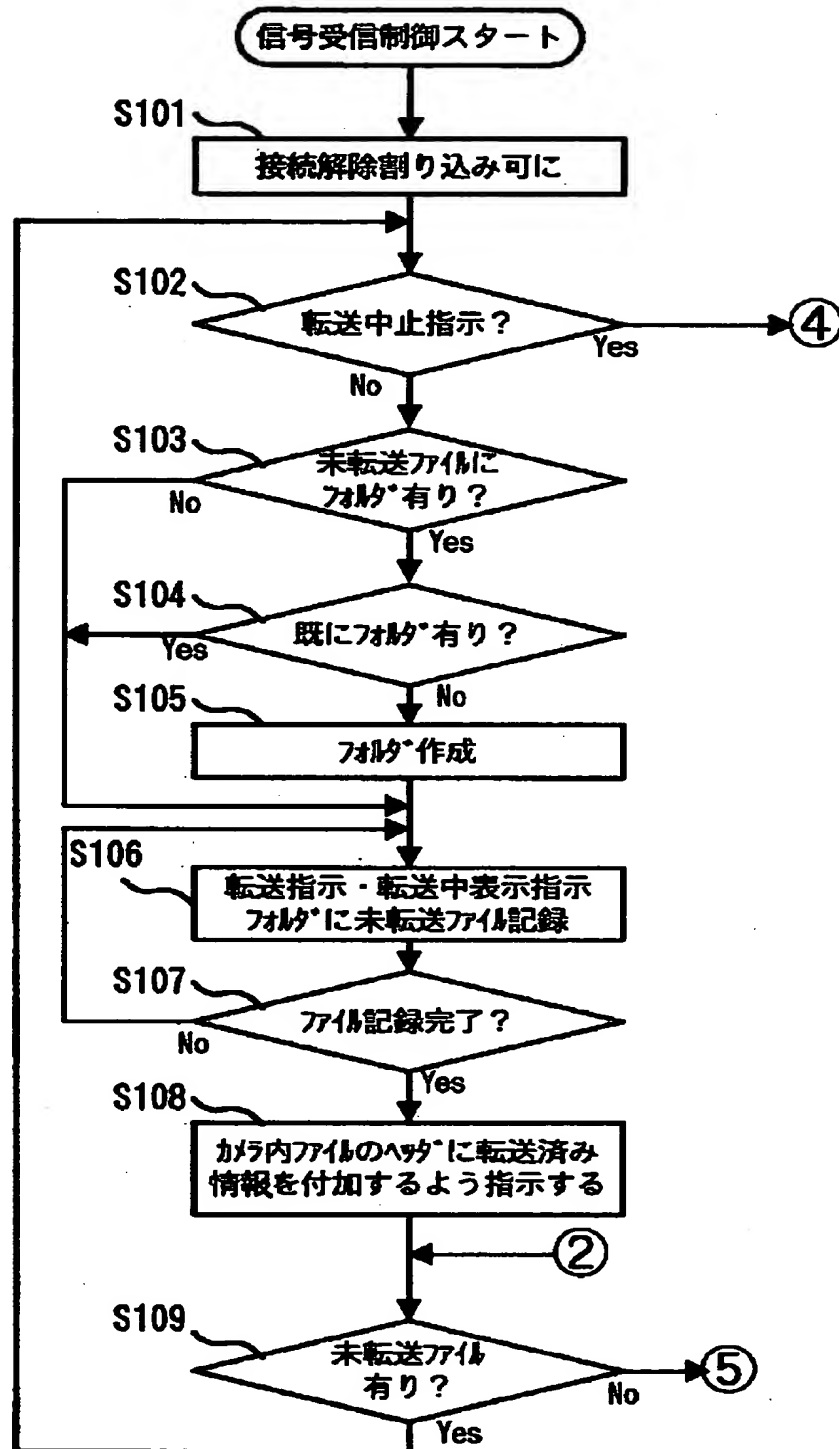 信号受信制御スタート
S101
接続解除割り込み可に
S102
転送中止指示？
Yes
④
No
S103
未転送ファイルに
フォルダ有り？
No
Yes
S104
既にフォルダ有り？
Yes
No
S105
フォルダ作成
S106
転送指示・転送中表示指示
フォルダに未転送ファイル記録
S107
ファイル記録完了？
No
Yes
S108
カメラ内ファイルのヘッダに転送済み
情報を付加するよう指示する
②
S109
未転送ファイル
有り？
No
⑤
Yes